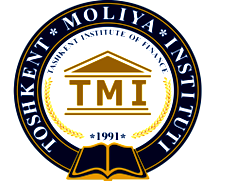 TOSHKENT * MOLIYA * INSTITUTI
TASHKENT INSTITUTE OF FINANCE
TMI
*1991*